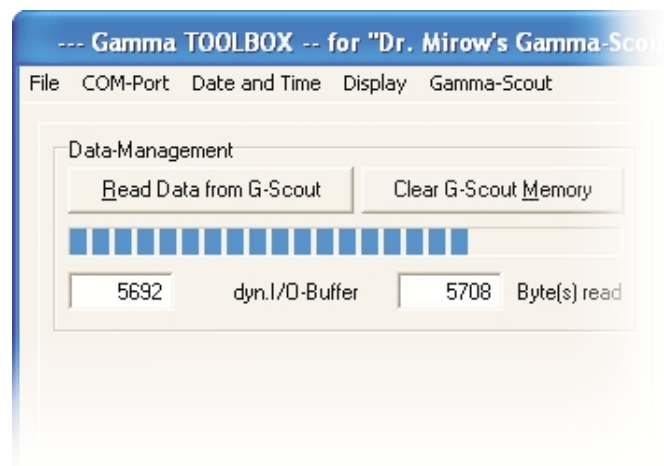 --- Gamma TOOLBOX -- for "Dr. Mirow's Gamma-Scou
File COM-Port Date and Time Display Gamma-Scout
Data-Management
Read Data from G-Scout Clear G-Scout Memory
5692 dyn.I/O-Buffer 5708 Byte(s) read